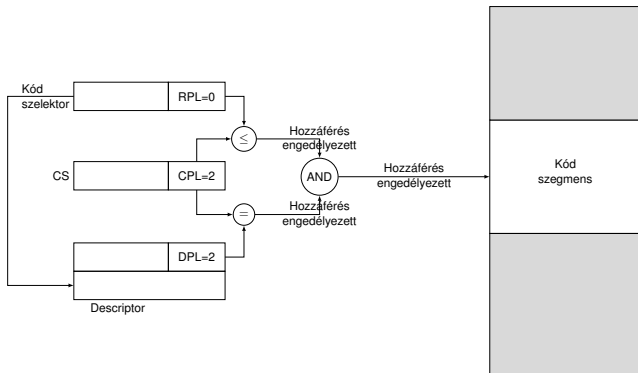 Kód
szelektor
RPL=0
≤
Hozzáférés
engedélyezett
CS
CPL=2
AND
Hozzáférés
engedélyezett
Kód
szegmens
=
Hozzáférés
engedélyezett
DPL=2
Descriptor